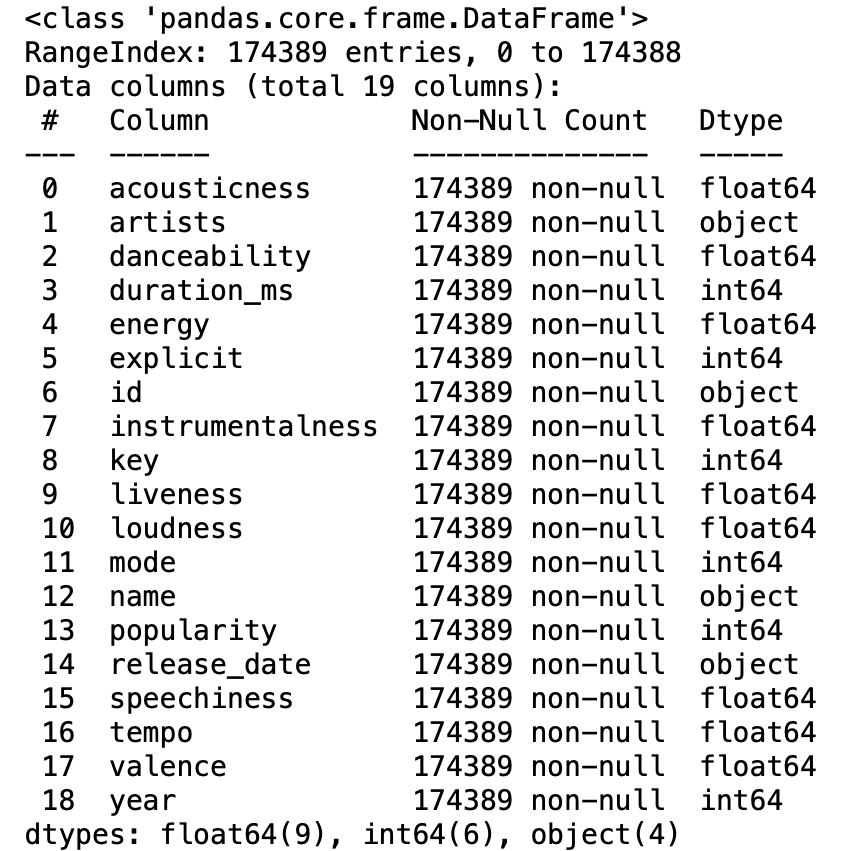 <class 'pandas.core.frame.DataFrame'>
RangeIndex: 174389 entries, 0 to 174388
Data columns (total 19 columns):
 #   Column            Non-Null Count   Dtype
---  ------            --------------   -----
 0   acousticness      174389 non-null  float64
 1   artists           174389 non-null  object
 2   danceability      174389 non-null  float64
 3   duration_ms       174389 non-null  int64
 4   energy            174389 non-null  float64
 5   explicit          174389 non-null  int64
 6   id                174389 non-null  object
 7   instrumentalness  174389 non-null  float64
 8   key               174389 non-null  int64
 9   liveness          174389 non-null  float64
 10  loudness          174389 non-null  float64
 11  mode              174389 non-null  int64
 12  name              174389 non-null  object
 13  popularity        174389 non-null  int64
 14  release_date      174389 non-null  object
 15  speechiness       174389 non-null  float64
 16  tempo             174389 non-null  float64
 17  valence           174389 non-null  float64
 18  year              174389 non-null  int64
dtypes: float64(9), int64(6), object(4)